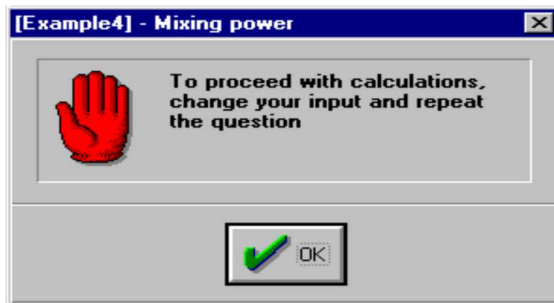 [Example4] - Mixing power
To proceed with calculations,
change your input and repeat
the question
OK